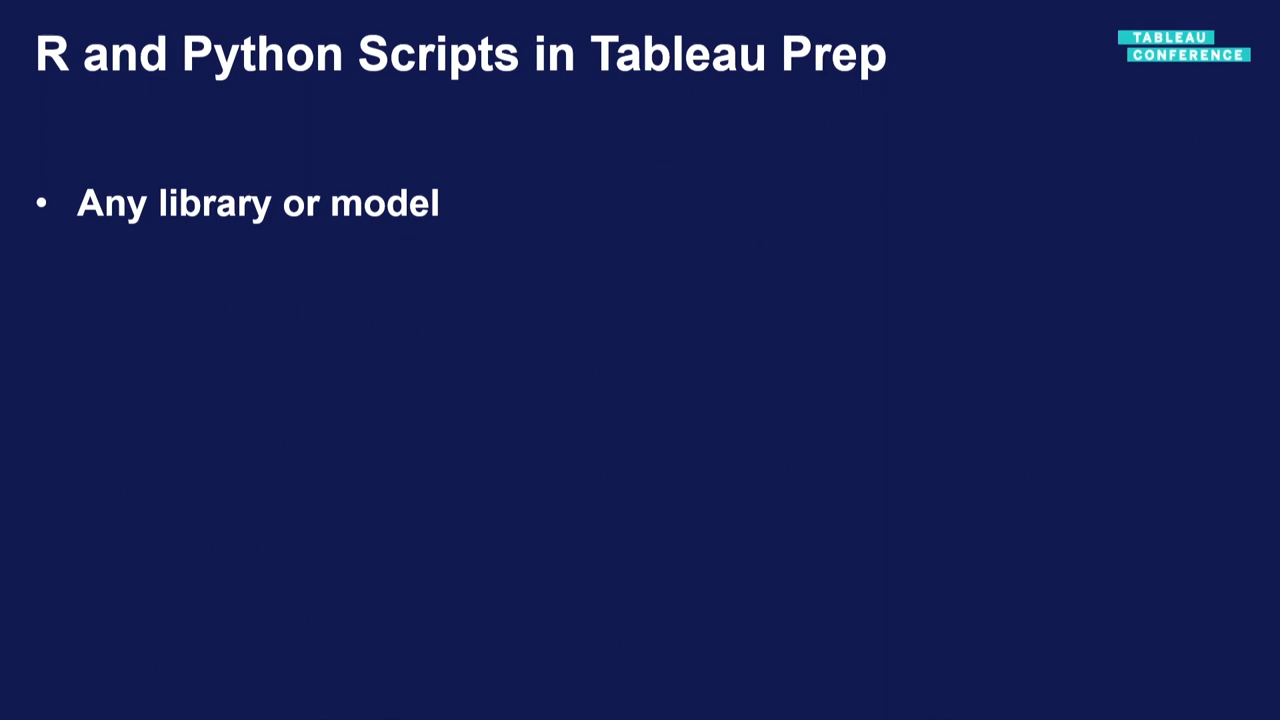 R and Python Scripts in Tableau Prep
TABLEAU
CONFERENCE
• Any library or model